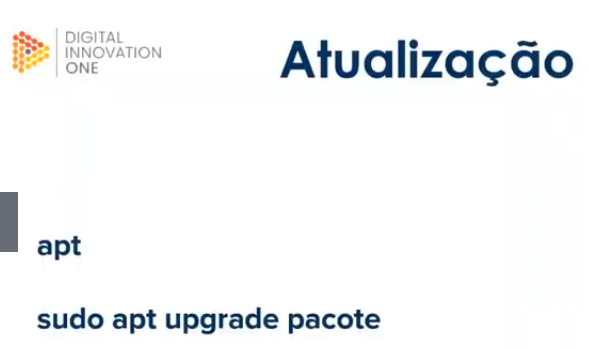 DIGITAL
INNOVATION
ONE
Atualização
apt
sudo apt upgrade pacote